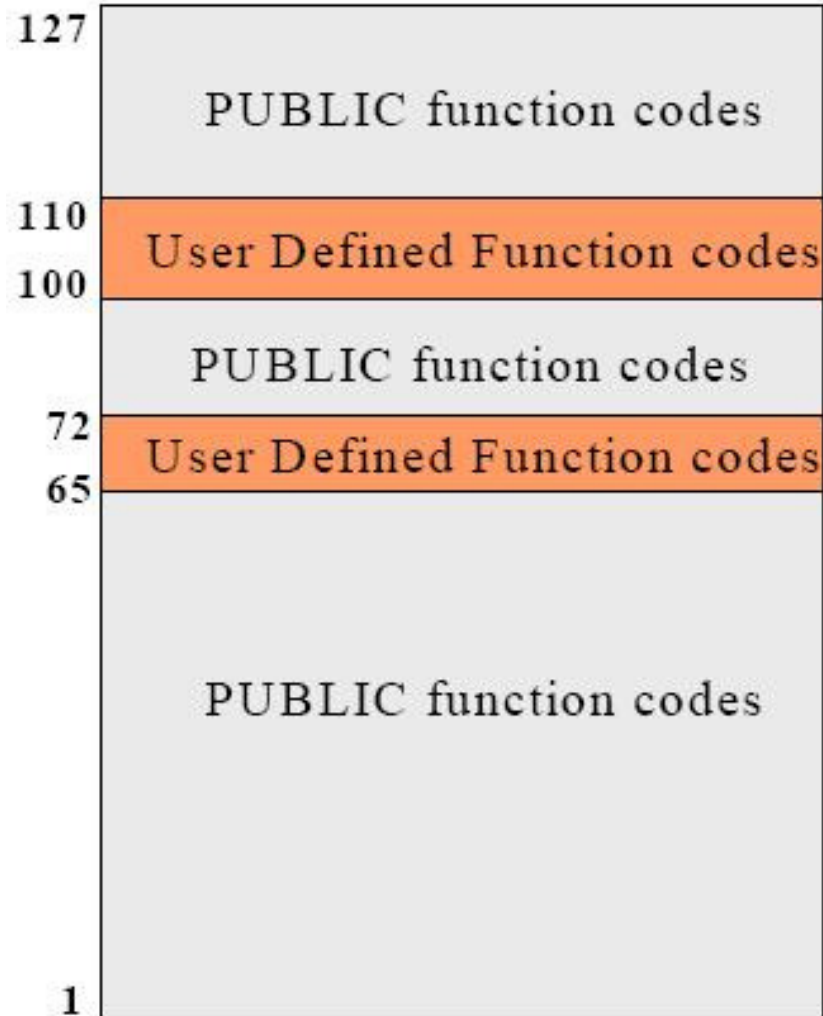 127
PUBLIC function codes
110
User Defined Function codes
100
PUBLIC function codes
72
User Defined Function codes
65
PUBLIC function codes
1